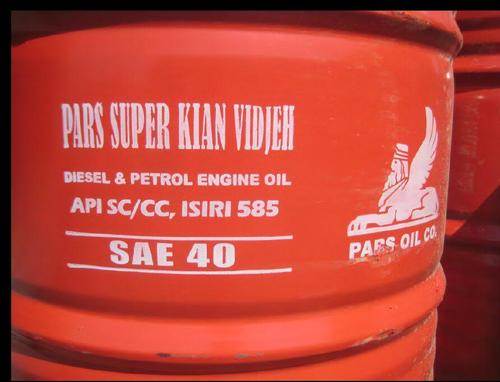 PARS SUPER KIAN VIDJEH
DIESEL & PETROL ENGINE OIL
API SC/CC, ISIRI 585
SAE 40
PARS OIL CO.